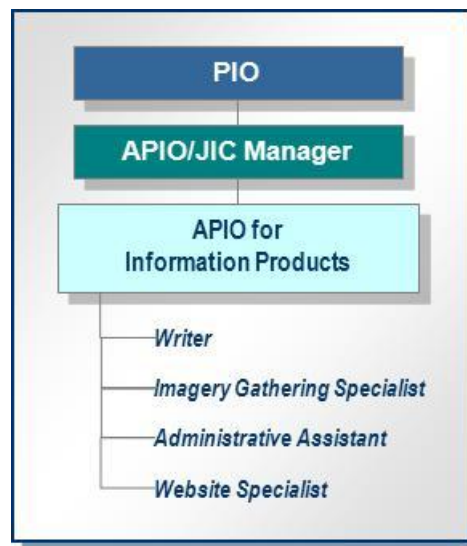 PIO
APIO/JIC Manager
APIO for
Information Products
Writer
Imagery Gathering Specialist
Administrative Assistant
Website Specialist